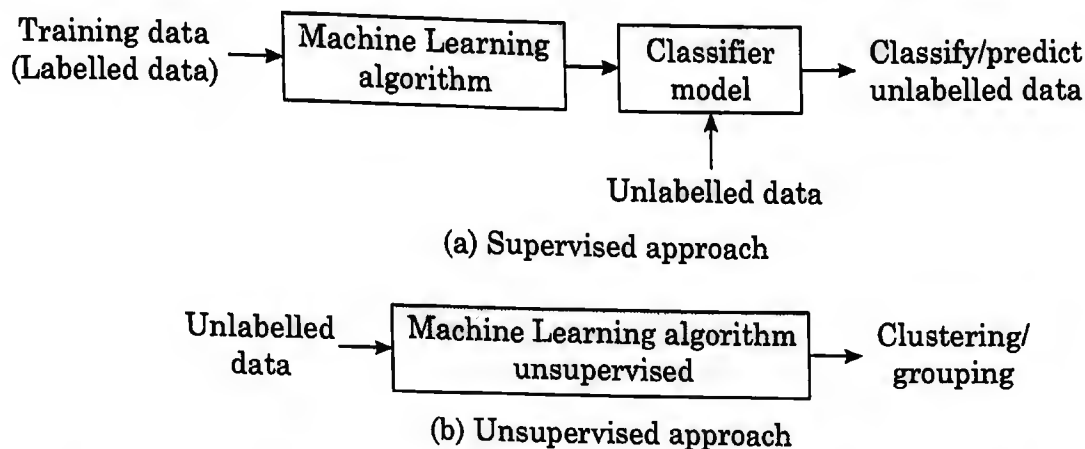 Training data
(Labelled data)
Machine Learning
algorithm
Classifier
model
Classify/predict
unlabelled data
Unlabelled data
(a) Supervised approach
Unlabelled
data
Machine Learning algorithm
unsupervised
Clustering/
grouping
(b) Unsupervised approach